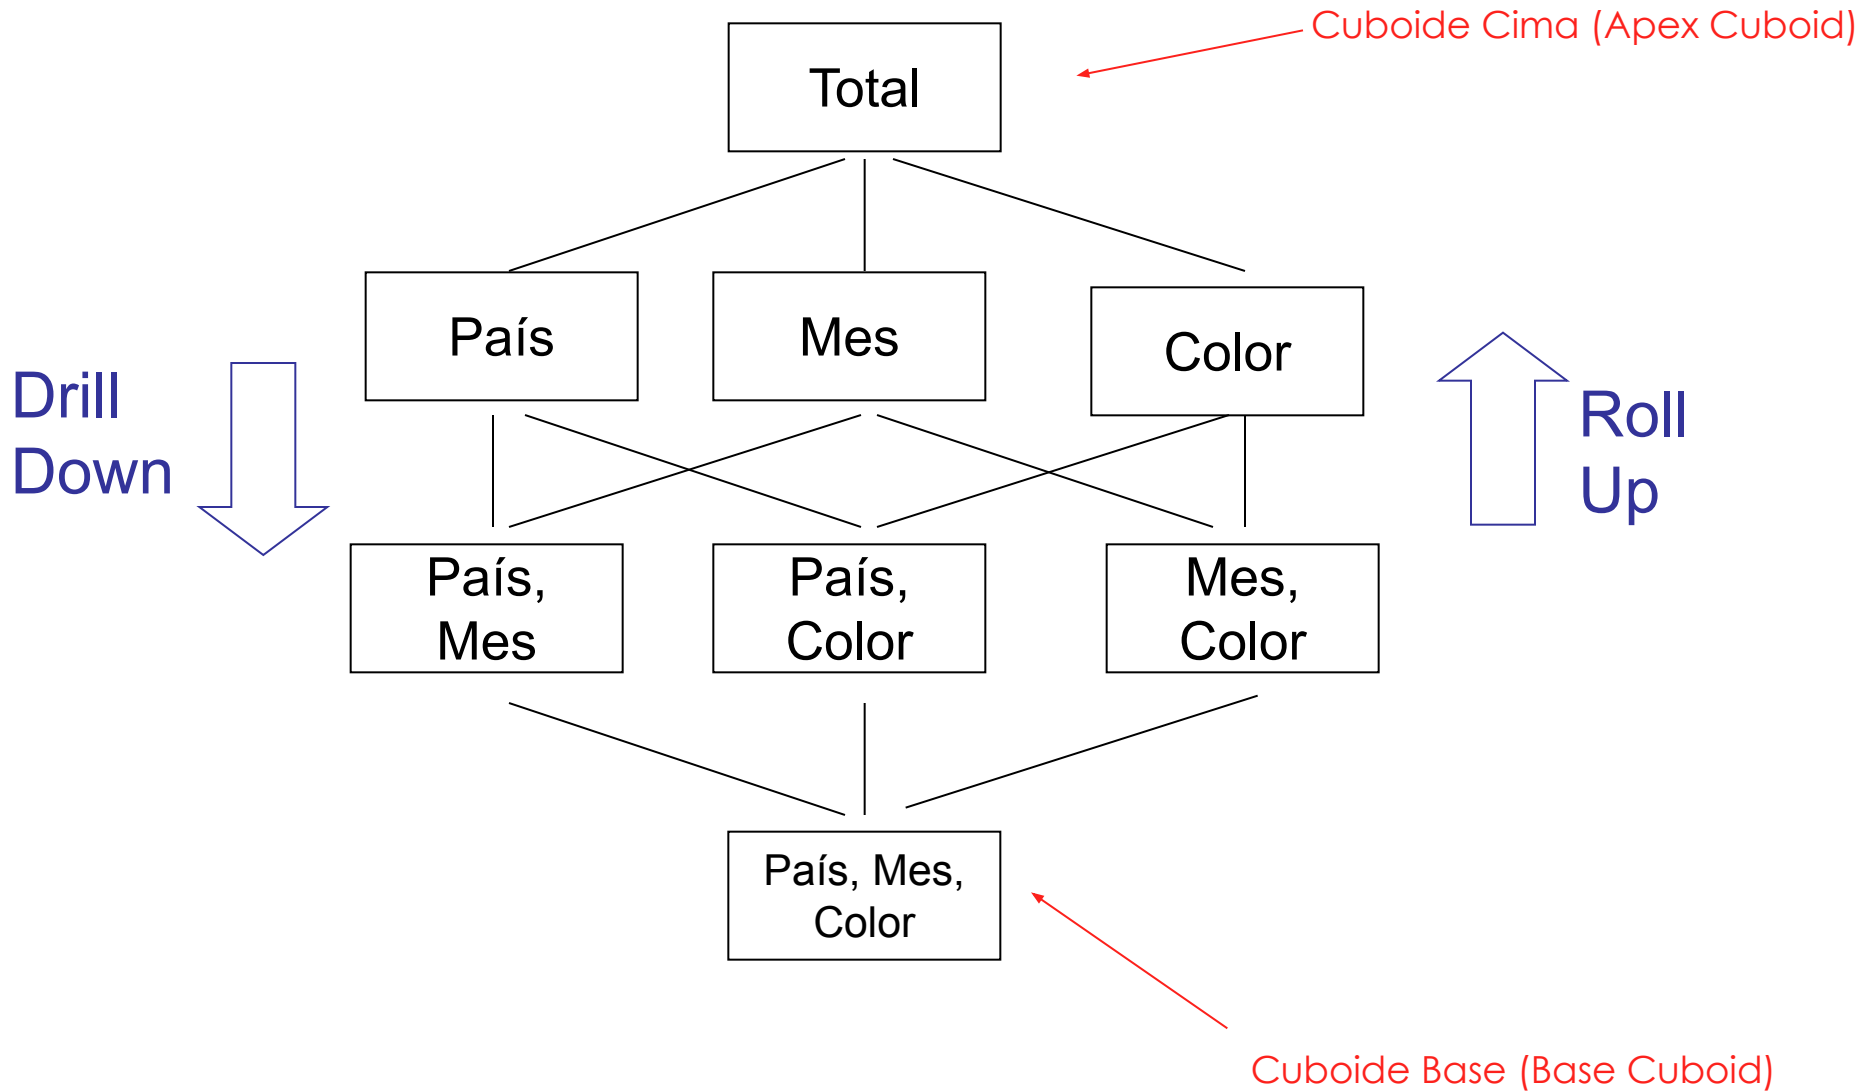 Cuboide Cima (Apex Cuboid)
Total
País
Mes
Color
Drill
Down
Roll
Up
País,
Mes
País,
Color
Mes,
Color
País, Mes,
Color
Cuboide Base (Base Cuboid)